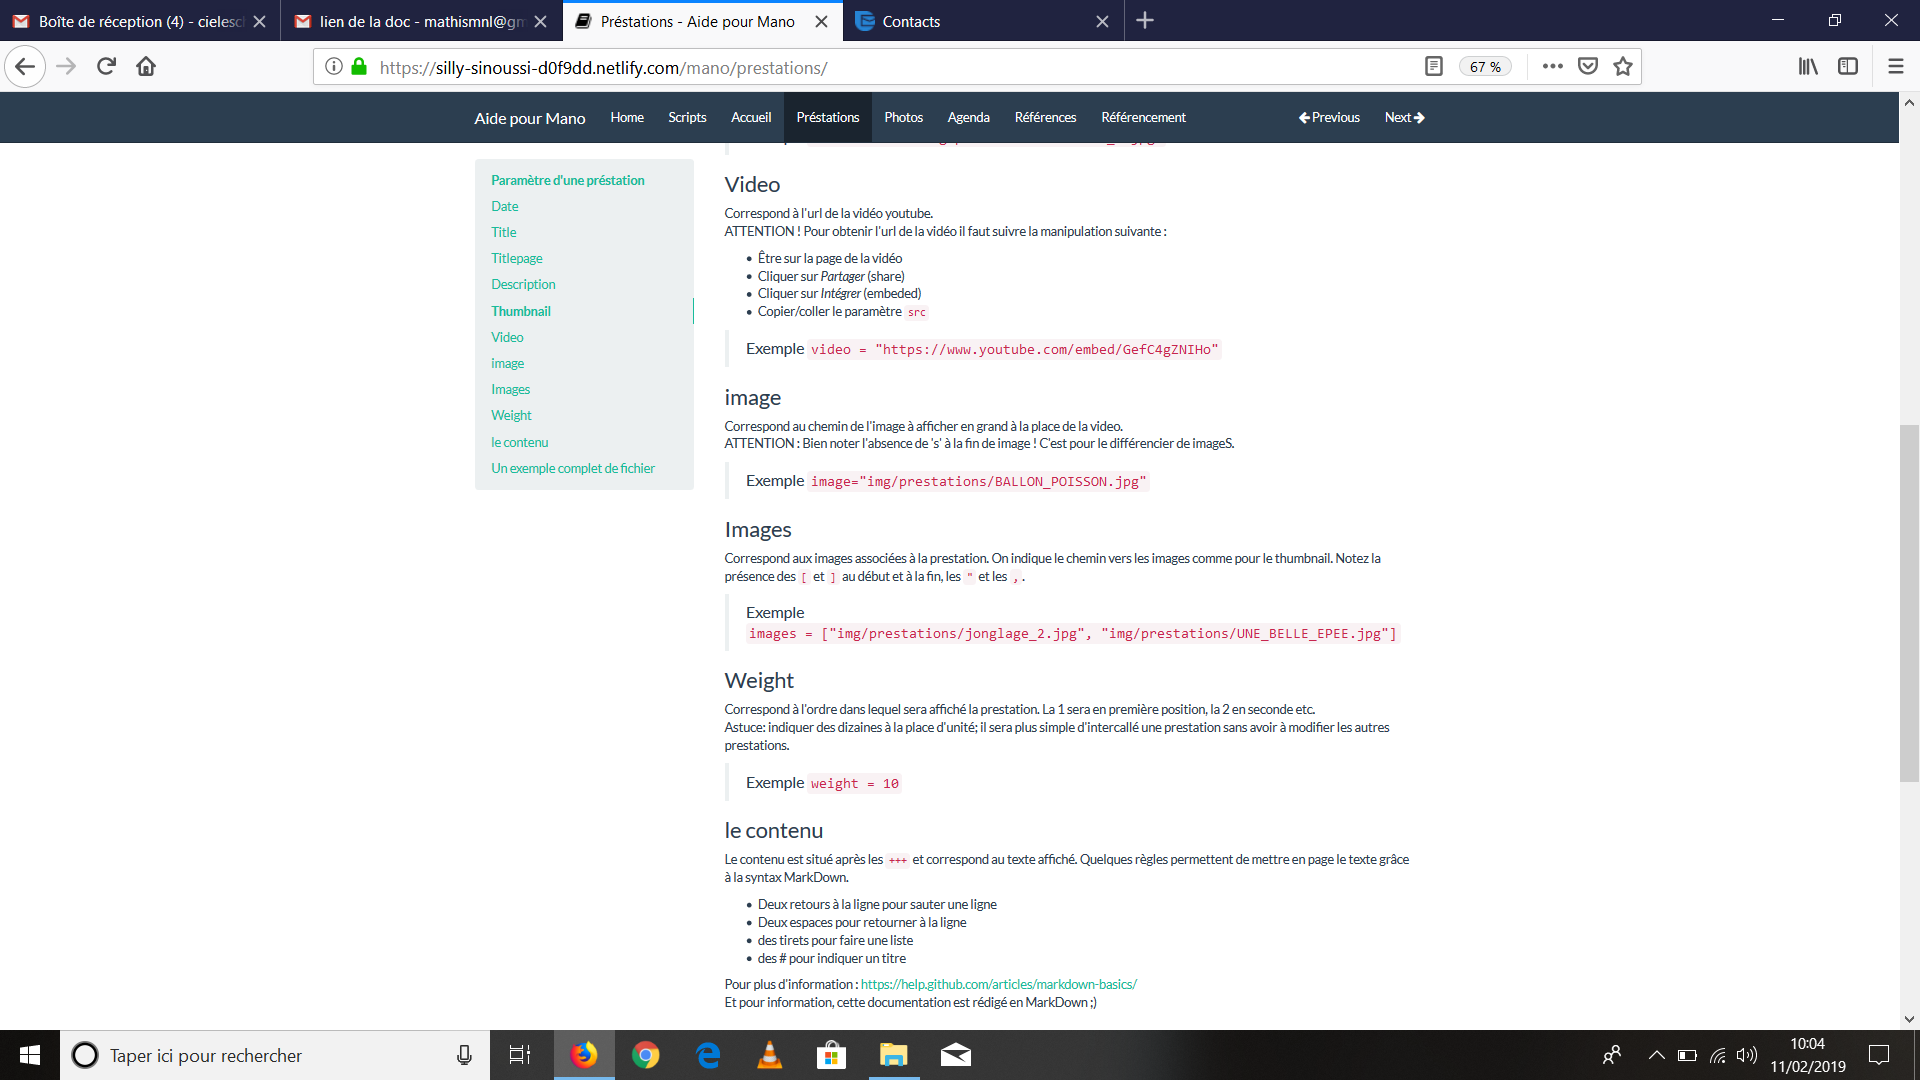 Boîte de réception (4) - cielesc
lien de la doc - mathismnl@gm
Préstations - Aide pour Mano
Contacts
https://silly-sinoussi-d0f9dd.netlify.com/mano/prestations/
67 %
Aide pour Mano
Home
Scripts
Accueil
Préstations
Photos
Agenda
Références
Référencement
Previous
Next
Paramètre d'une préstation
Date
Title
Titlepage
Description
Thumbnail
Video
image
Images
Weight
le contenu
Un exemple complet de fichier
Video
Correspond à l'url de la vidéo youtube.
ATTENTION ! Pour obtenir l'url de la vidéo il faut suivre la manipulation suivante :
• Être sur la page de la vidéo
• Cliquer sur Partager (share)
• Cliquer sur Intégrer (embeded)
• Copier/coller le paramètre src
Exemple video = "https://www.youtube.com/embed/GefC4gZNIHo"
image
Correspond au chemin de l'image à afficher en grand à la place de la video.
ATTENTION : Bien noter l'absence de 's' à la fin de image ! C'est pour le différencier de imageS.
Exemple image="img/prestations/BALLON_POISSON.jpg"
Images
Correspond aux images associées à la prestation. On indique le chemin vers les images comme pour le thumbnail. Notez la
présence des [ et ] au début et à la fin, les " et les , .
Exemple
images = ["img/prestations/jonglage_2.jpg", "img/prestations/UNE_BELLE_EPEE.jpg"]
Weight
Correspond à l'ordre dans lequel sera affiché la prestation. La 1 sera en première position, la 2 en seconde etc.
Astuce: indiquer des dizaines à la place d'unité; il sera plus simple d'intercallé une prestation sans avoir à modifier les autres
prestations.
Exemple weight = 10
le contenu
Le contenu est situé après les +++ et correspond au texte affiché. Quelques règles permettent de mettre en page le texte grâce
à la syntax MarkDown.
• Deux retours à la ligne pour sauter une ligne
• Deux espaces pour retourner à la ligne
• des tirets pour faire une liste
• des # pour indiquer un titre
Pour plus d'information : https://help.github.com/articles/markdown-basics/
Et pour information, cette documentation est rédigé en MarkDown ;)
Taper ici pour rechercher
10:04
11/02/2019